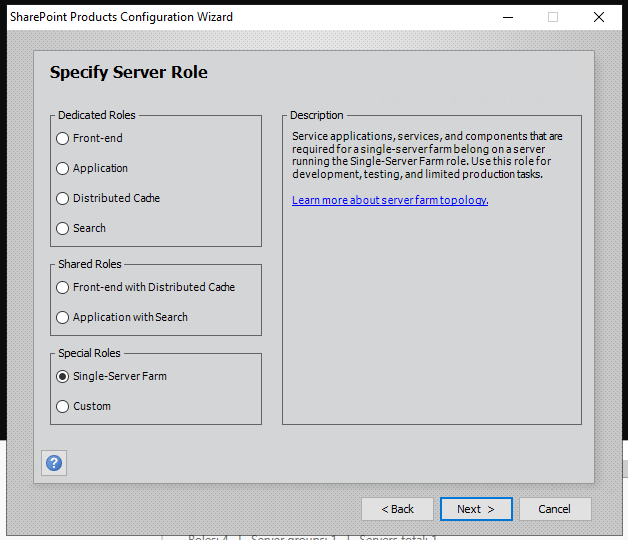 SharePoint Products Configuration Wizard
Specify Server Role
Dedicated Roles
Front-end
Application
Distributed Cache
Search
Shared Roles
Front-end with Distributed Cache
Application with Search
Special Roles
Single-Server Farm
Custom
Description
Service applications, services, and components that are
required for a single-server farm belong on a server
running the Single-Server Farm role. Use this role for
development, testing, and limited production tasks.
Learn more about server farm topology.
?
< Back
Next >
Cancel
Roles: 4 | Server groups: 1 | Servers total: 1